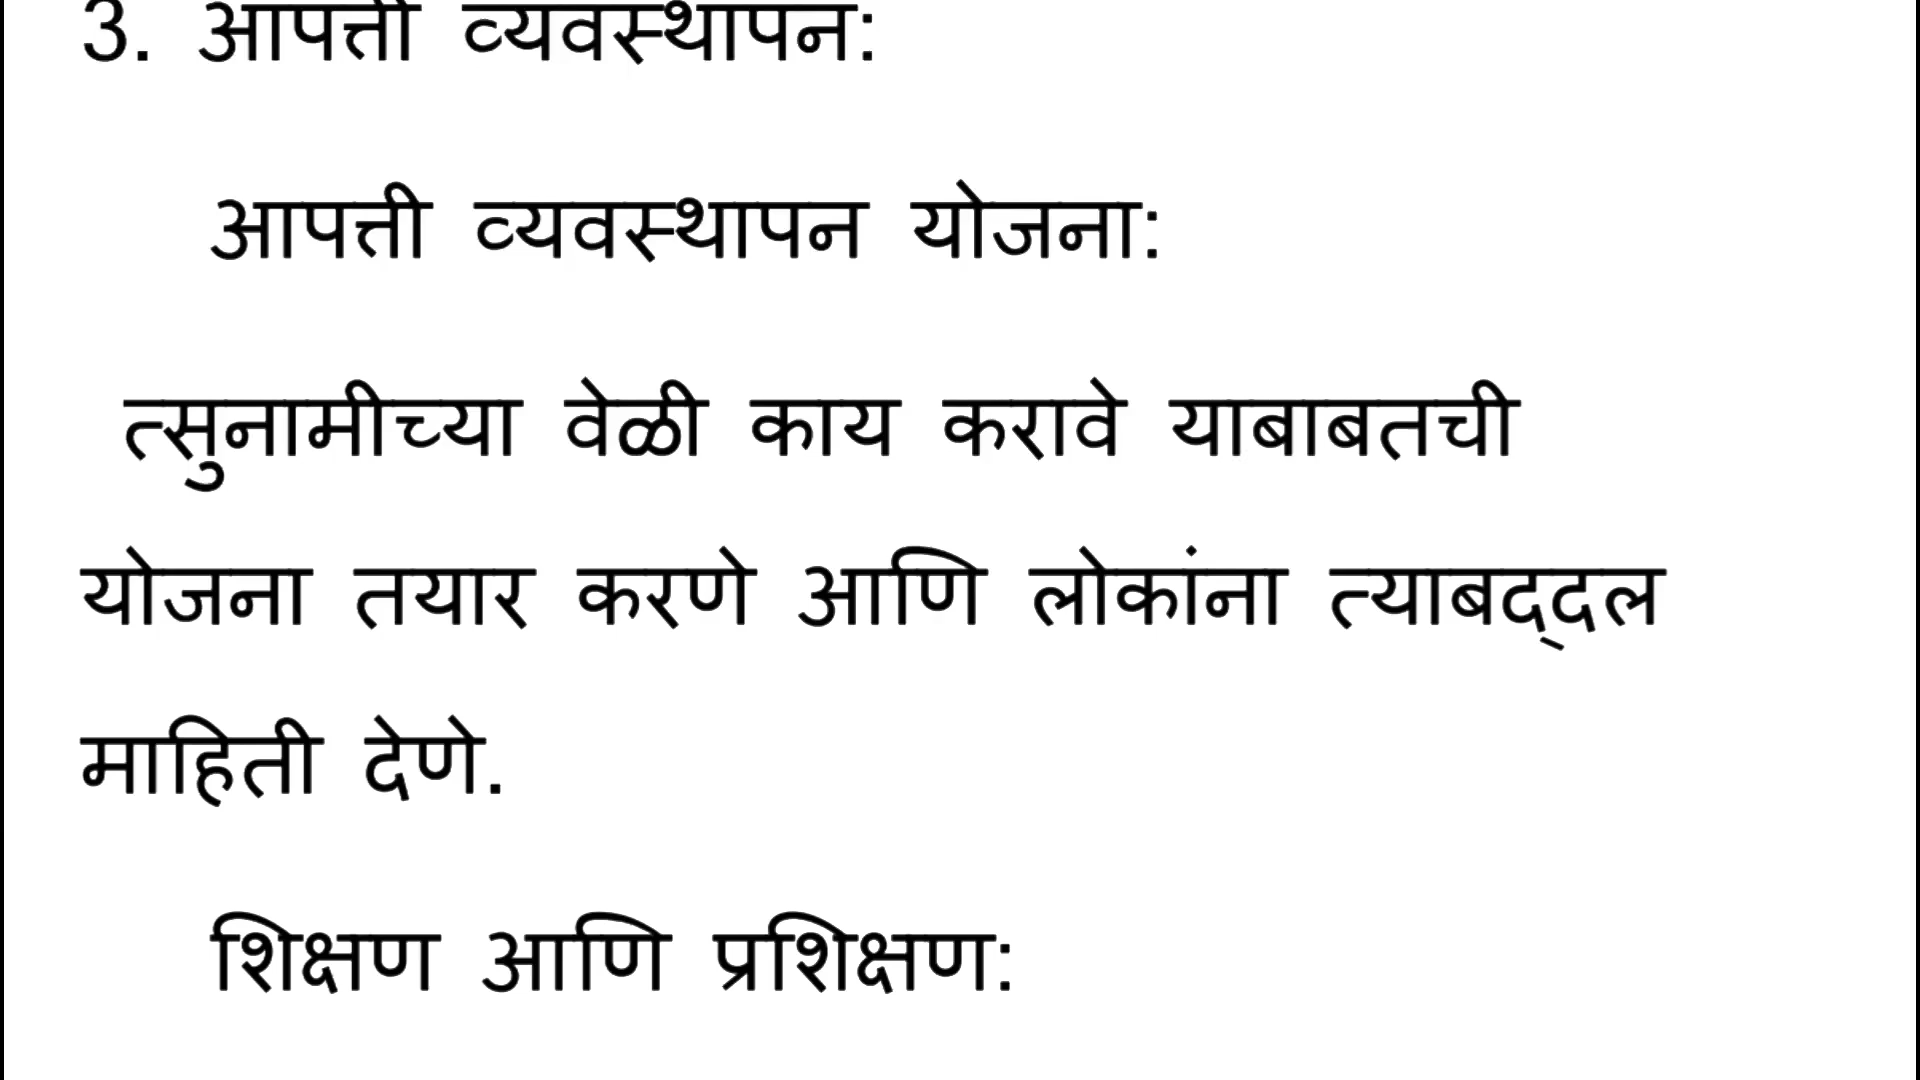 3. आपत्ती व्यवस्थापन:
आपत्ती व्यवस्थापन योजना:
त्सुनामीच्या वेळी काय करावे याबाबतची
योजना तयार करणे आणि लोकांना त्याबद्‌दल
माहिती देणे.
शिक्षण आणि प्रशिक्षण: